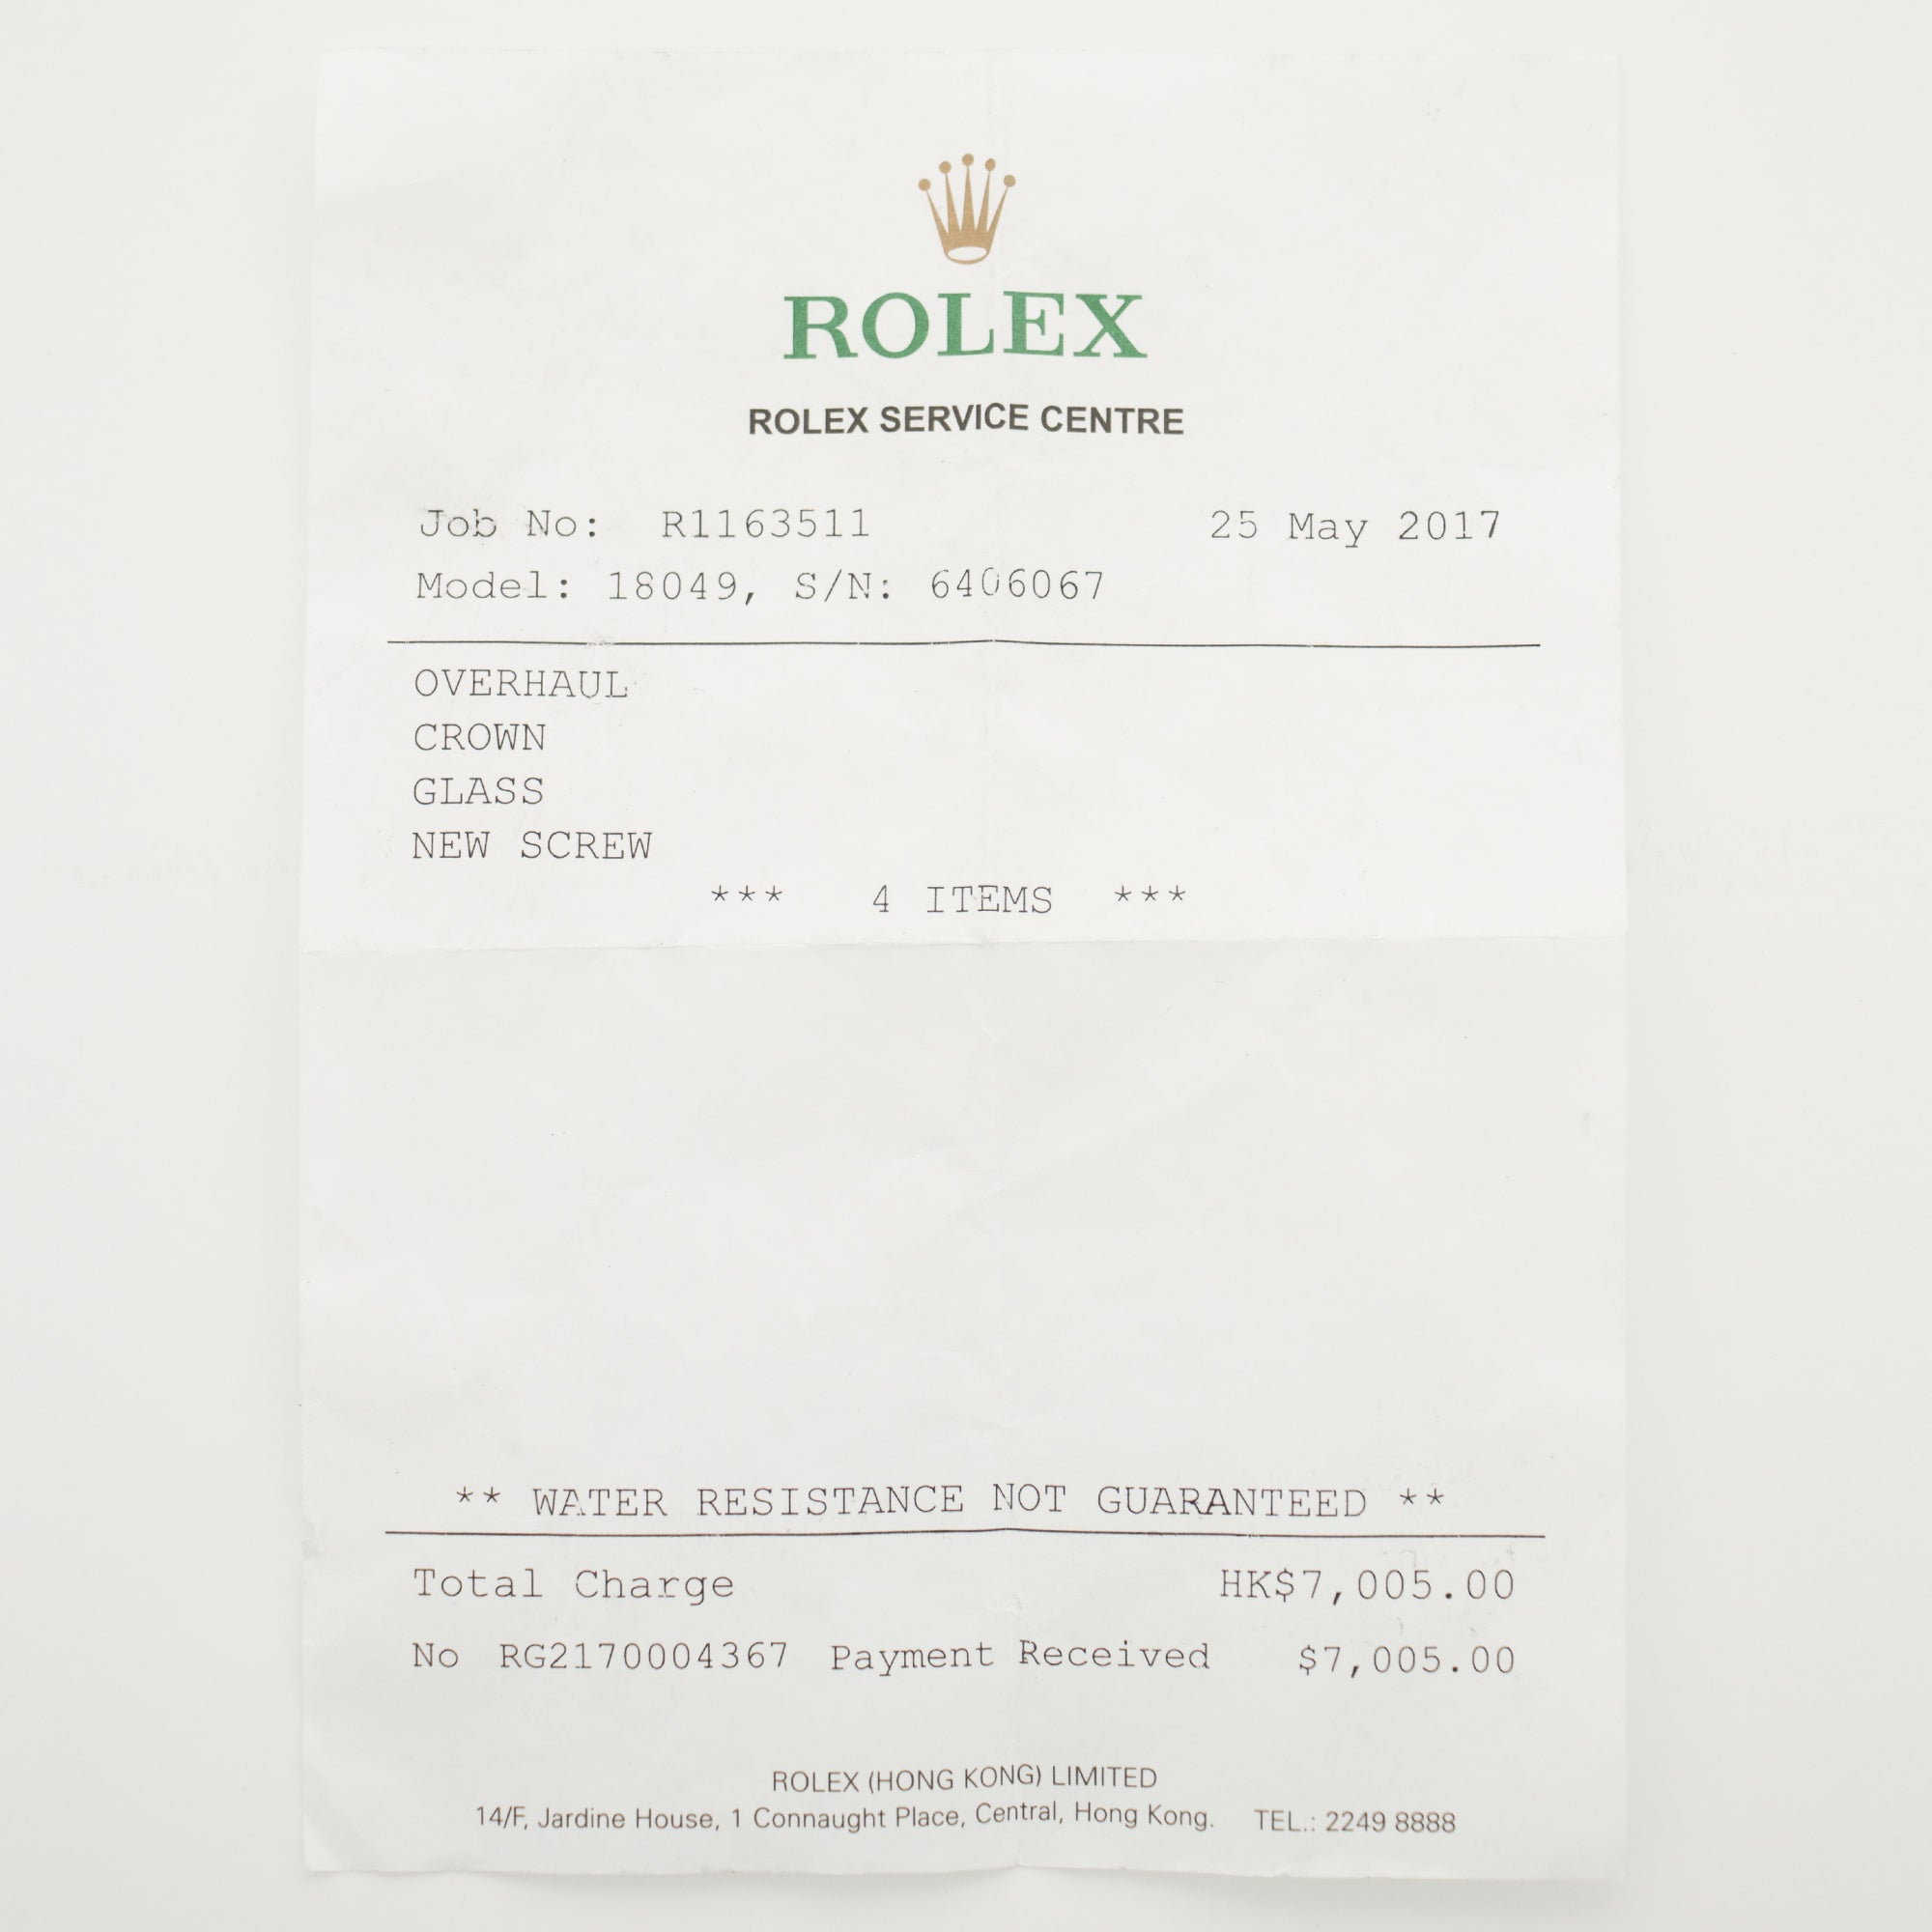 ROLEX
ROLEX SERVICE CENTRE
Job No: R1163511 25 May 2017
Model: 18049, S/N: 6406067
OVERHAUL
CROWN
GLASS
NEW SCREW
*** 4 ITEMS ***
** WATER RESISTANCE NOT GUARANTEED **
Total Charge HK$7,005.00
No RG2170004367 Payment Received $7,005.00
ROLEX (HONG KONG) LIMITED
14/F, Jardine House, 1 Connaught Place, Central, Hong Kong. TEL.: 2249 8888